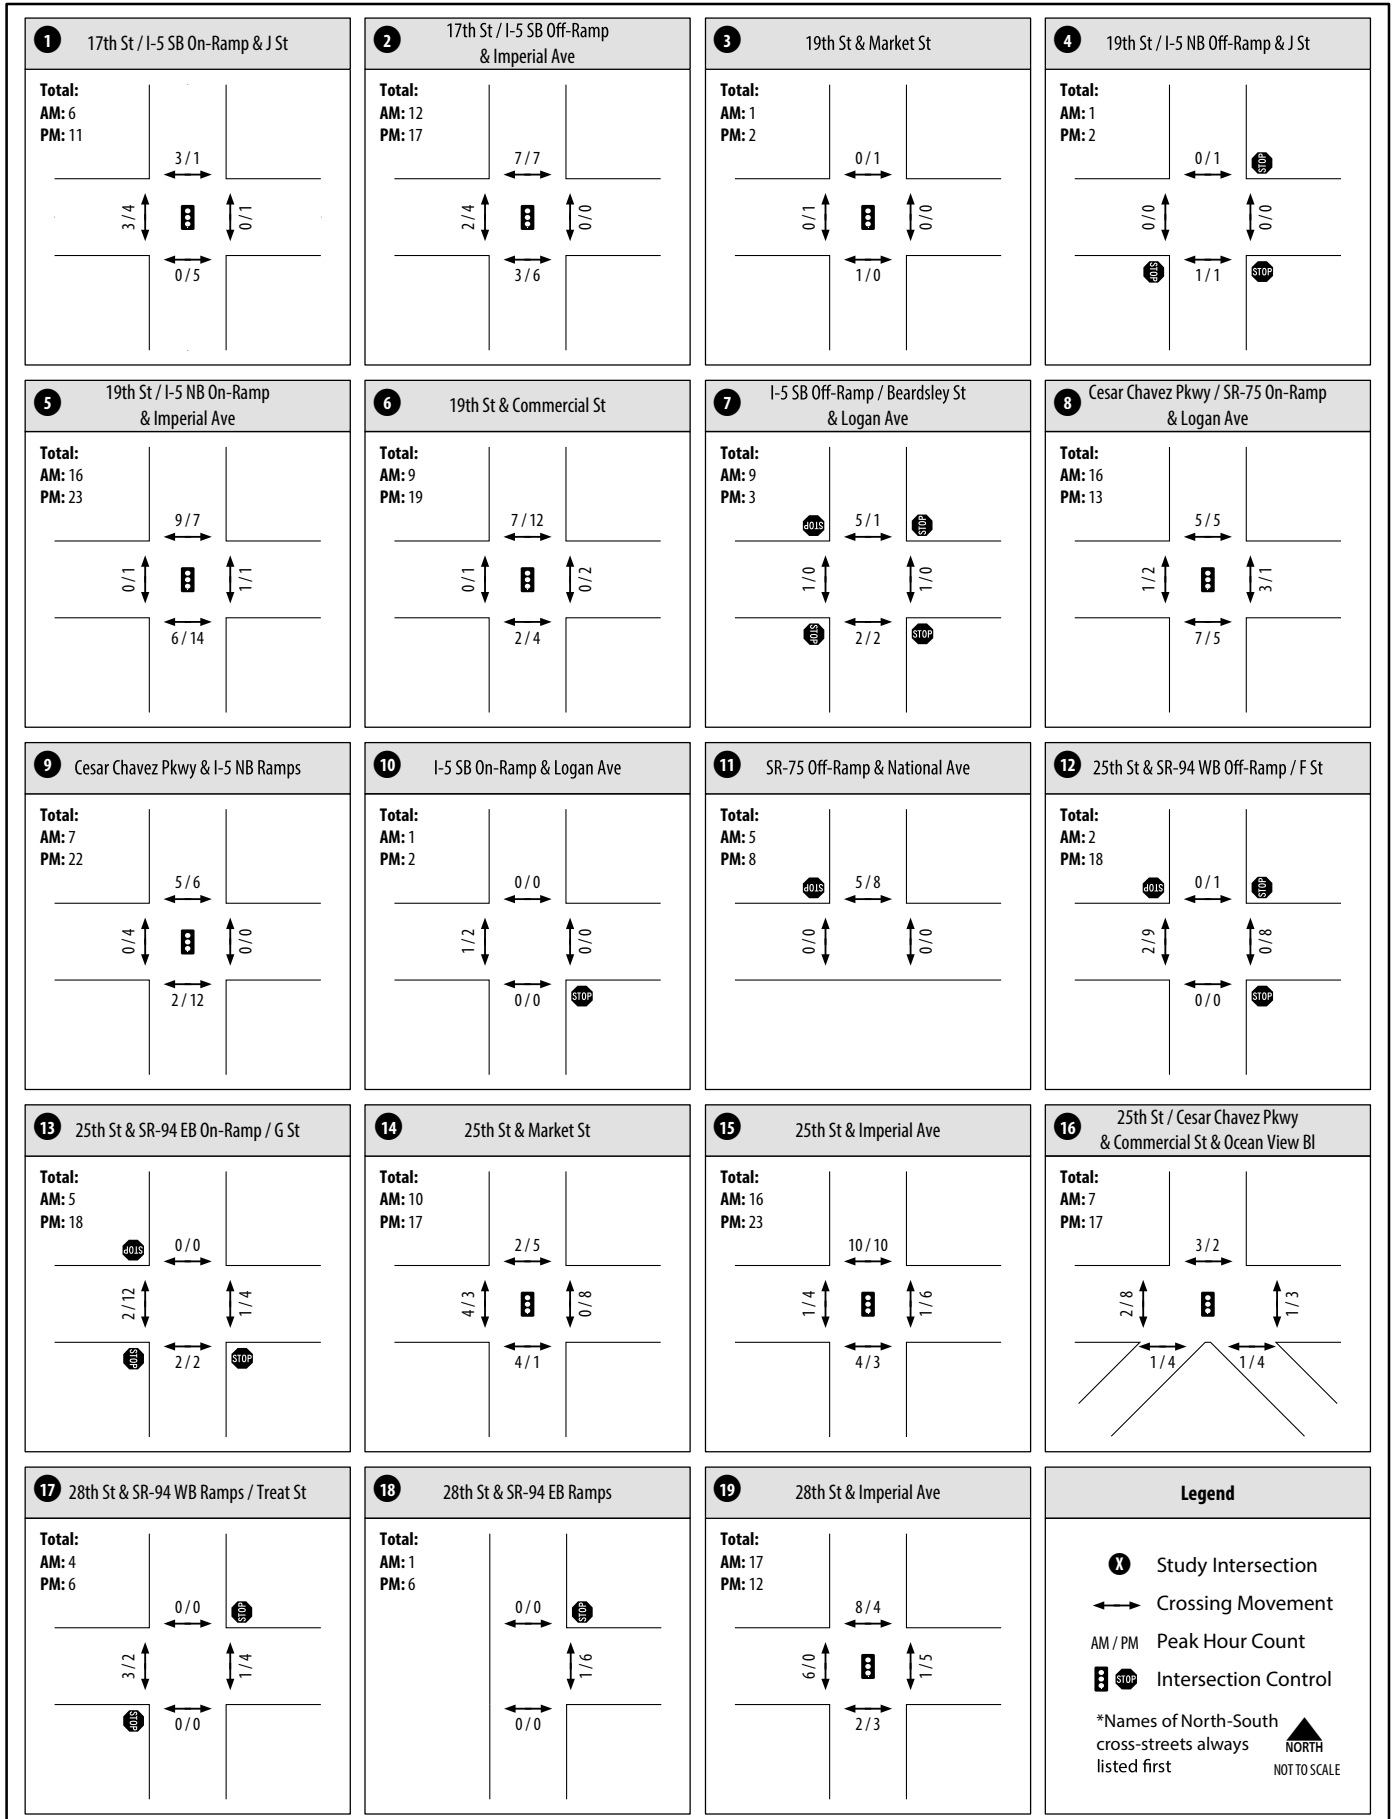 1
17th St / I-5 SB On-Ramp & J St
Total:
AM: 6
PM: 11
3 / 1
3 / 4
0 / 1
0 / 5
2
17th St / I-5 SB Off-Ramp
& Imperial Ave
Total:
AM: 12
PM: 17
7 / 7
2 / 4
0 / 0
3 / 6
3
19th St & Market St
Total:
AM: 1
PM: 2
0 / 1
0 / 1
0 / 0
1 / 0
4
19th St / I-5 NB Off-Ramp & J St
Total:
AM: 1
PM: 2
0 / 1
STOP
0 / 0
0 / 0
STOP
1 / 1
STOP
5
19th St / I-5 NB On-Ramp
& Imperial Ave
Total:
AM: 16
PM: 23
9 / 7
0 / 1
1 / 1
6 / 14
6
19th St & Commercial St
Total:
AM: 9
PM: 19
7 / 12
0 / 1
0 / 2
2 / 4
7
I-5 SB Off-Ramp / Beardsley St
& Logan Ave
Total:
AM: 9
PM: 3
STOP
5 / 1
STOP
1 / 0
1 / 0
STOP
2 / 2
STOP
8
Cesar Chavez Pkwy / SR-75 On-Ramp
& Logan Ave
Total:
AM: 16
PM: 13
5 / 5
1 / 2
3 / 1
7 / 5
9
Cesar Chavez Pkwy & I-5 NB Ramps
Total:
AM: 7
PM: 22
5 / 6
0 / 4
0 / 0
2 / 12
10
I-5 SB On-Ramp & Logan Ave
Total:
AM: 1
PM: 2
0 / 0
1 / 2
0 / 0
0 / 0
STOP
11
SR-75 Off-Ramp & National Ave
Total:
AM: 5
PM: 8
STOP
5 / 8
0 / 0
0 / 0
12
25th St & SR-94 WB Off-Ramp / F St
Total:
AM: 2
PM: 18
STOP
0 / 1
STOP
2 / 9
0 / 8
0 / 0
STOP
13
25th St & SR-94 EB On-Ramp / G St
Total:
AM: 5
PM: 18
STOP
0 / 0
2 / 12
1 / 4
STOP
2 / 2
STOP
14
25th St & Market St
Total:
AM: 10
PM: 17
2 / 5
4 / 3
0 / 8
4 / 1
15
25th St & Imperial Ave
Total:
AM: 16
PM: 23
10 / 10
1 / 4
1 / 6
4 / 3
16
25th St / Cesar Chavez Pkwy
& Commercial St & Ocean View Bl
Total:
AM: 7
PM: 17
3 / 2
2 / 8
1 / 3
1 / 4
1 / 4
17
28th St & SR-94 WB Ramps / Treat St
Total:
AM: 4
PM: 6
0 / 0
STOP
3 / 2
1 / 4
STOP
0 / 0
18
28th St & SR-94 EB Ramps
Total:
AM: 1
PM: 6
0 / 0
STOP
1 / 6
0 / 0
19
28th St & Imperial Ave
Total:
AM: 17
PM: 12
8 / 4
6 / 0
1 / 5
2 / 3
Legend
X Study Intersection
Crossing Movement
AM / PM Peak Hour Count
STOP Intersection Control
*Names of North-South
cross-streets always
listed first
NORTH
NOT TO SCALE